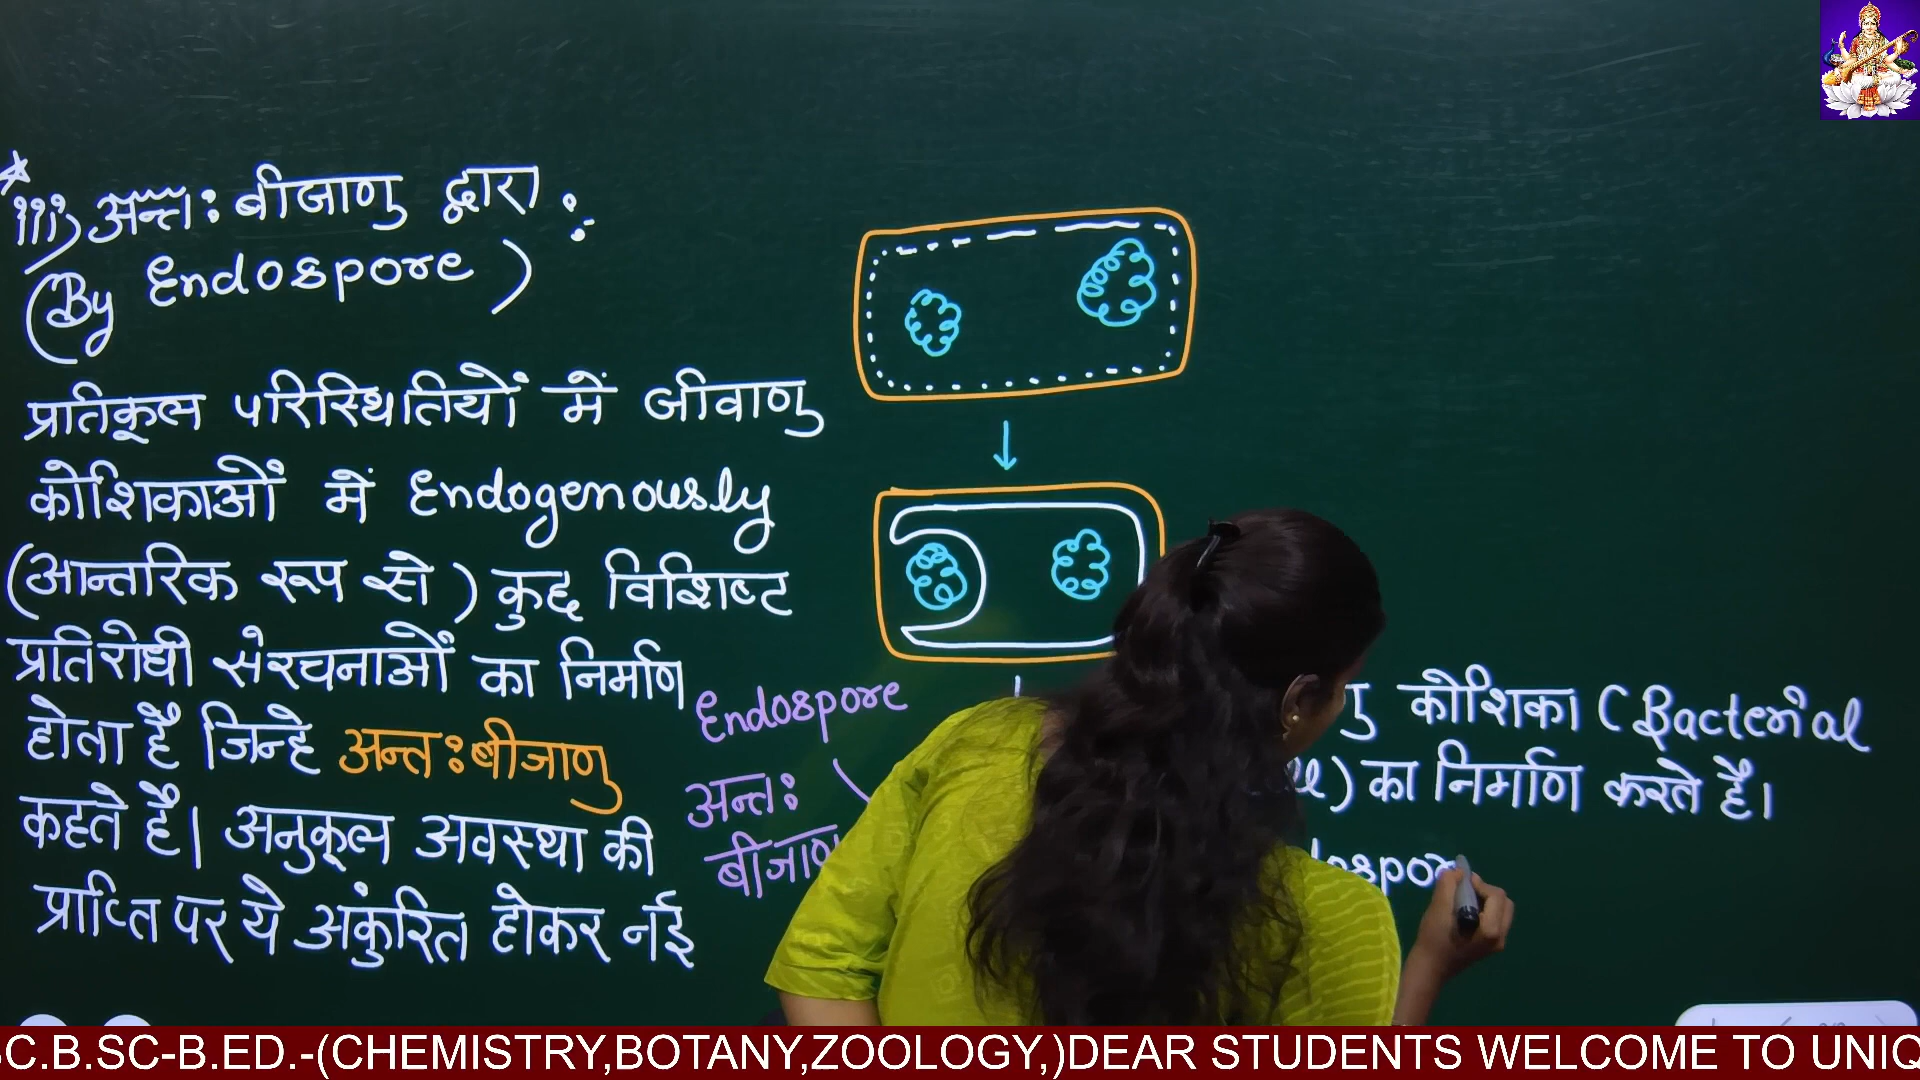 iii) अन्त: बीजाणु द्वारा :-
(By Endospore)
प्रतिकूल परिस्थितियों में जीवाणु
कोशिकाओं में Endogenously
(आन्तरिक रूप से) कुछ विशिष्ट
प्रतिरोधी संरचनाओं का निर्माण
होता है जिन्हे अन्त:बीजाणु
कहते है। अनुकूल अवस्था की
प्राप्ति पर ये अंकुरित होकर नई
Endospore
अन्त:
बीजाणु
कोशिका (Bacterial
का निर्माण करते है।
C.B.SC-B.ED.-(CHEMISTRY,BOTANY,ZOOLOGY,)DEAR STUDENTS WELCOME TO UNIQ